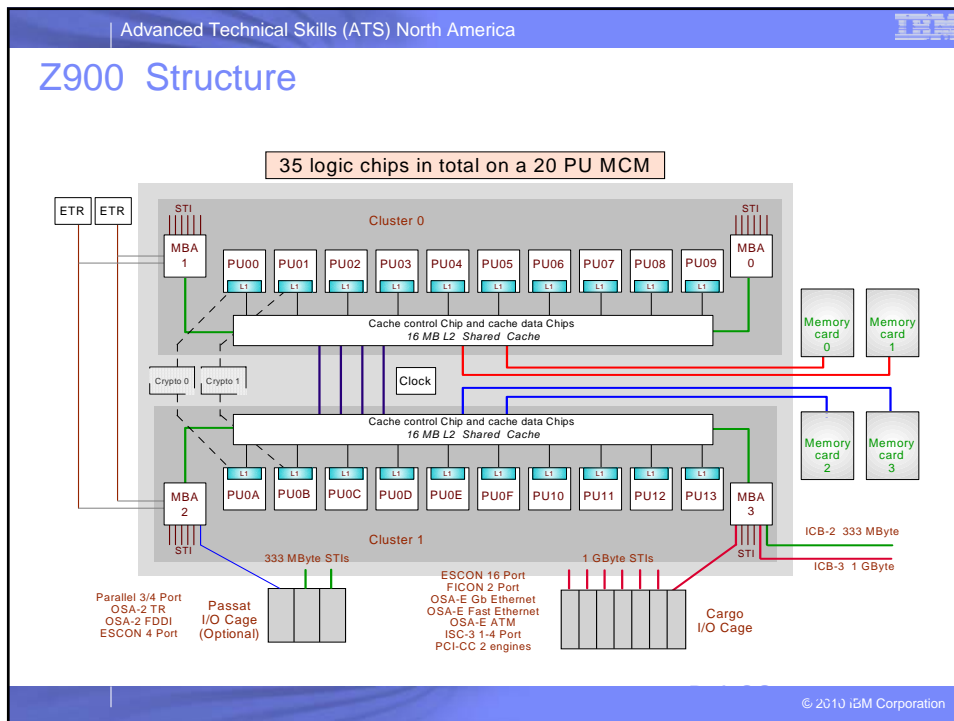 Advanced Technical Skills (ATS) North America
IBM
Z900 Structure
35 logic chips in total on a 20 PU MCM
ETR
ETR
STI
Cluster 0
STI
MBA
1
PU00
PU01
PU02
PU03
PU04
PU05
PU06
PU07
PU08
PU09
MBA
0
L1
L1
L1
L1
L1
L1
L1
L1
L1
L1
Cache control Chip and cache data Chips
16 MB L2 Shared Cache
Memory
card
0
Memory
card
1
Crypto 0
Crypto 1
Clock
Cache control Chip and cache data Chips
16 MB L2 Shared Cache
Memory
card
2
Memory
card
3
L1
L1
L1
L1
L1
L1
L1
L1
L1
L1
MBA
2
PU0A
PU0B
PU0C
PU0D
PU0E
PU0F
PU10
PU11
PU12
PU13
MBA
3
STI
Cluster 1
STI
ICB-2 333 MByte
ICB-3 1 GByte
333 MByte STIs
1 GByte STIs
Parallel 3/4 Port
OSA-2 TR
OSA-2 FDDI
ESCON 4 Port
Passat
I/O Cage
(Optional)
ESCON 16 Port
FICON 2 Port
OSA-E Gb Ethernet
OSA-E Fast Ethernet
OSA-E ATM
ISC-3 1-4 Port
PCI-CC 2 engines
Cargo
I/O Cage
© 2010 IBM Corporation